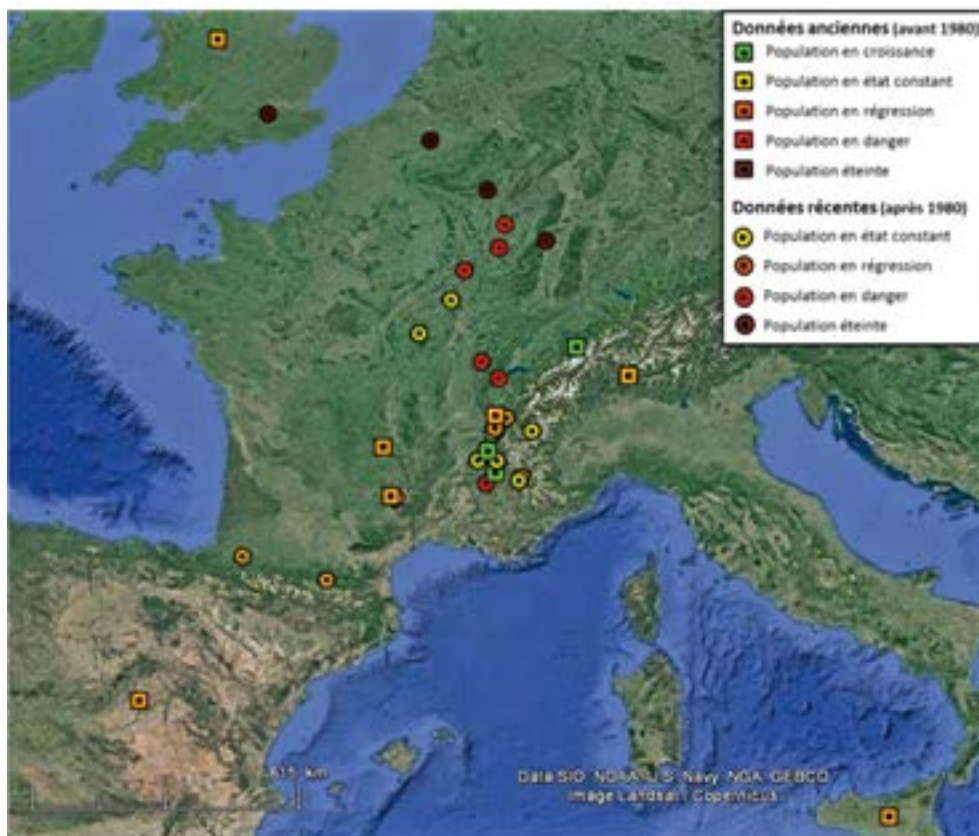 Données anciennes (avant 1980)
Population en croissance
Population en état constant
Population en régression
Population en danger
Population éteinte
Données récentes (après 1980)
Population en état constant
Population en régression
Population en danger
Population éteinte
615 km
Data SIO, NOAA, U.S. Navy, NGA, GEBCO
Image Landsat / Copernicus